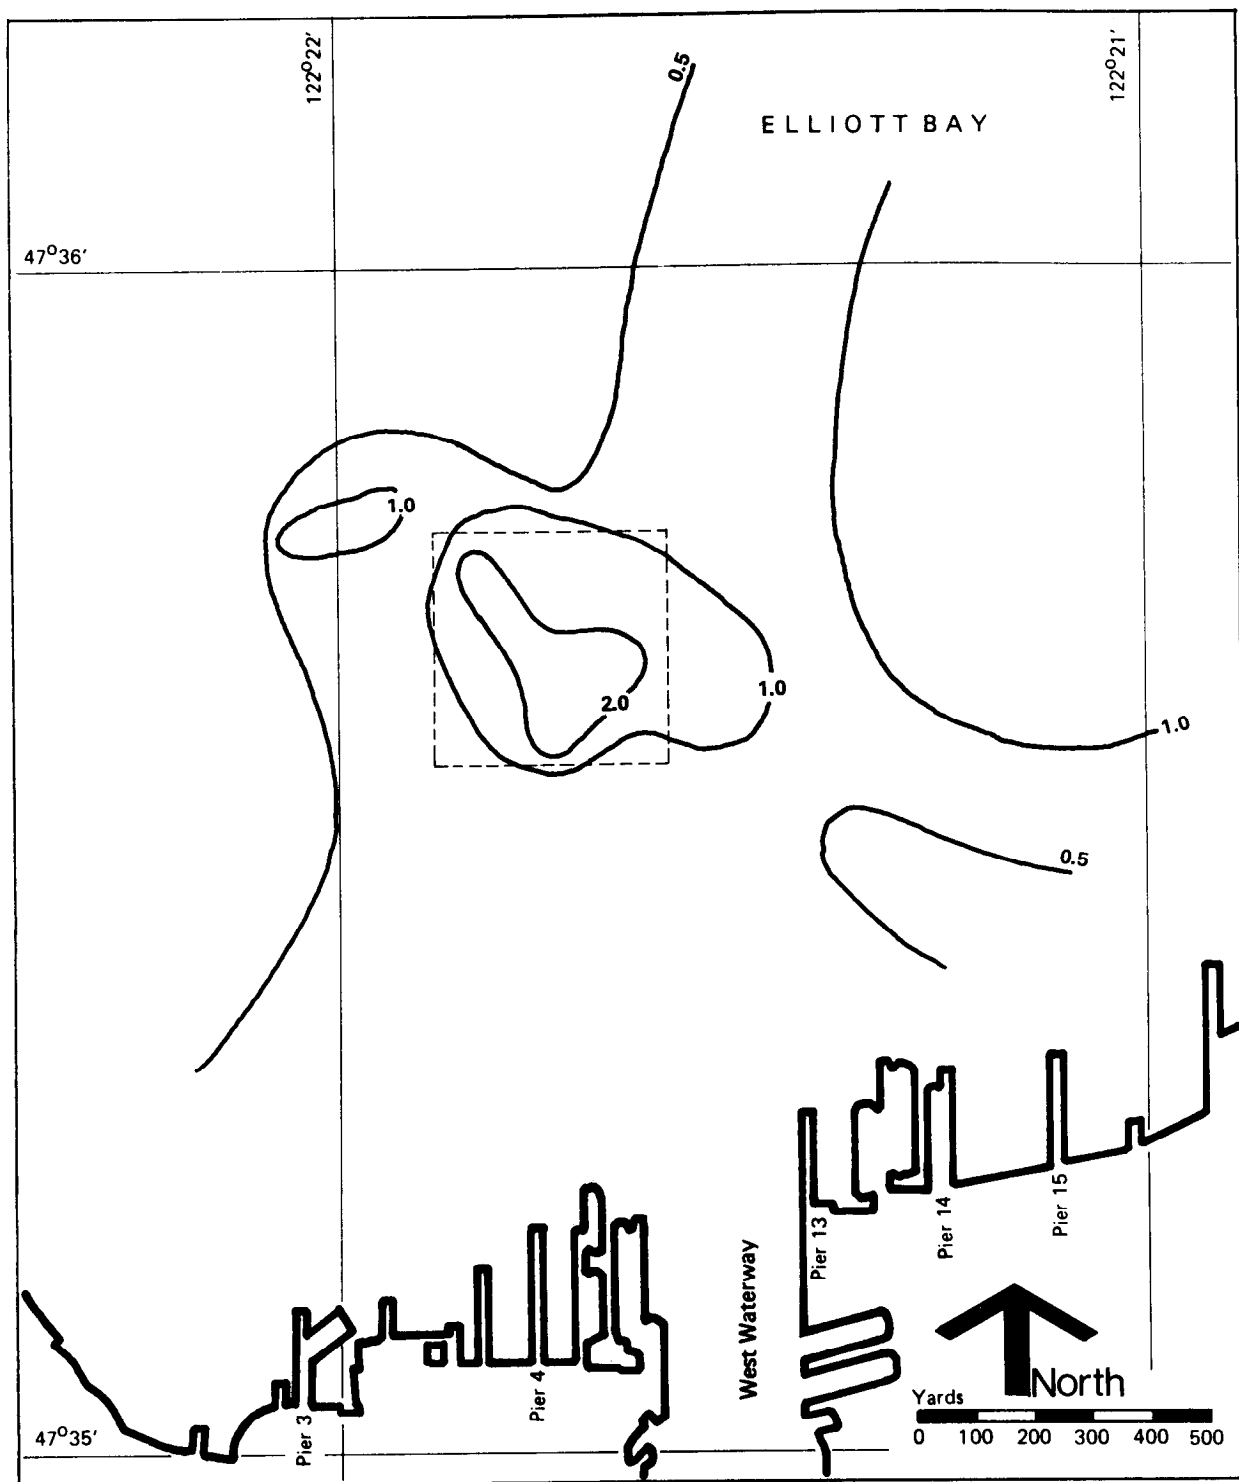 122°22'
0.5
122°21'
ELLIOTT BAY
47°36'
1.0
2.0
1.0
1.0
0.5
Pier 3
Pier 4
West Waterway
Pier 13
Pier 14
Pier 15
North
Yards
0 100 200 300 400 500
47°35'